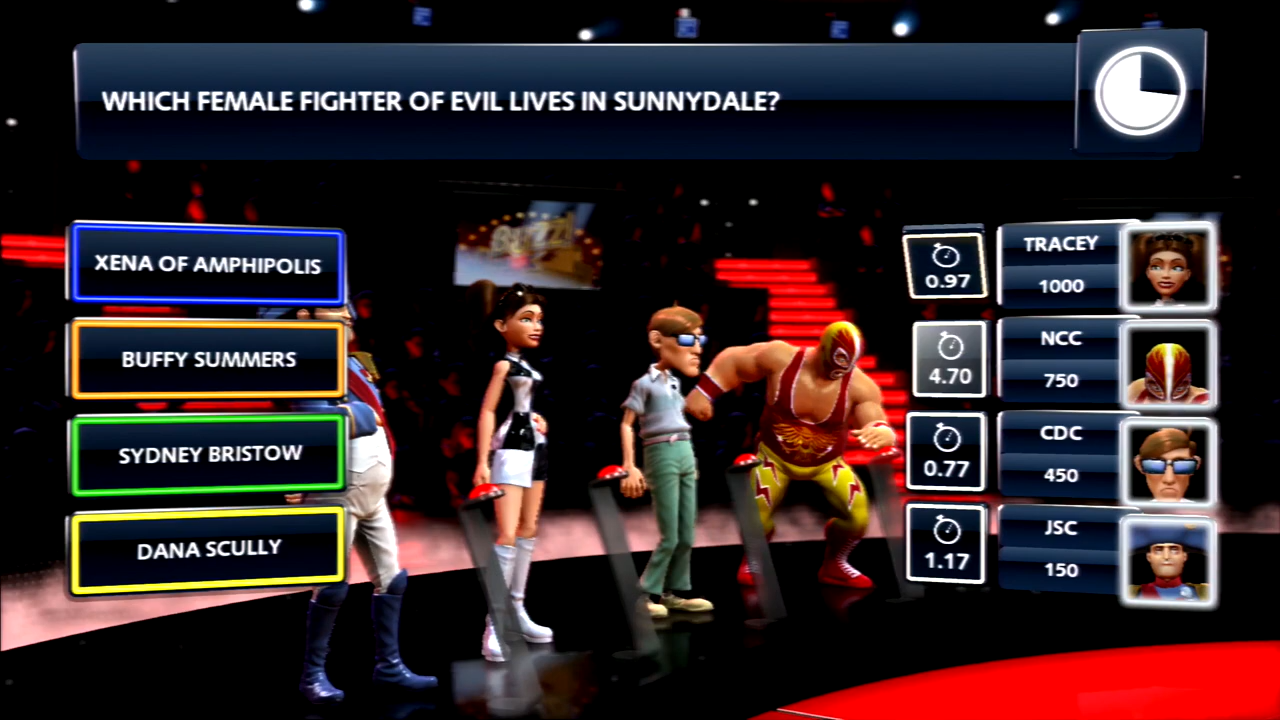 WHICH FEMALE FIGHTER OF EVIL LIVES IN SUNNYDALE?
XENA OF AMPHIPOLIS
BUFFY SUMMERS
SYDNEY BRISTOW
DANA SCULLY
BUZZ!
0.97
TRACEY
1000
4.70
NCC
750
0.77
CDC
450
1.17
JSC
150